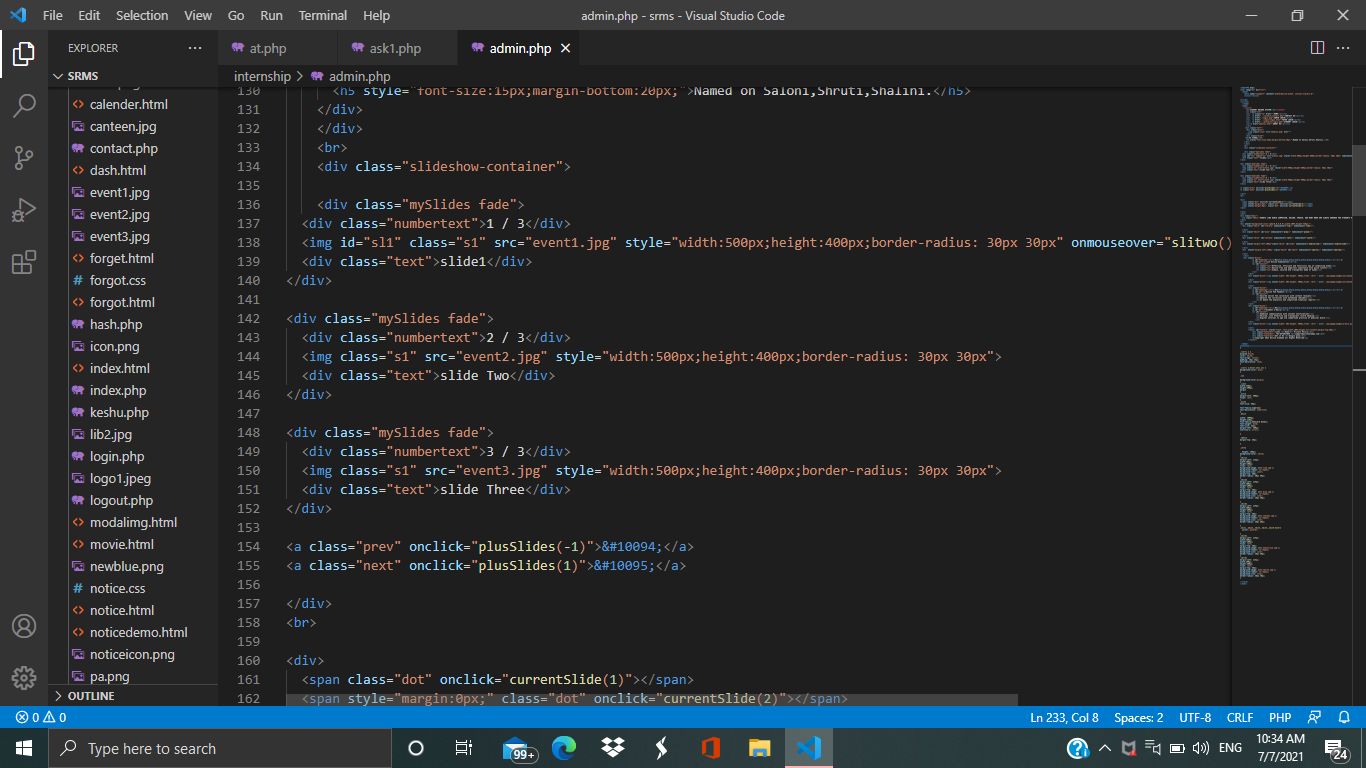 File Edit Selection View Go Run Terminal Help admin.php - srms - Visual Studio Code
EXPLORER ···
SRMS
calender.html
canteen.jpg
contact.php
dash.html
event1.jpg
event2.jpg
event3.jpg
forget.html
forgot.css
forgot.html
hash.php
icon.png
index.html
index.php
keshu.php
lib2.jpg
login.php
logo1.jpeg
logout.php
modalimg.html
movie.html
newblue.png
notice.css
notice.html
noticedemo.html
noticeicon.png
pa.png
OUTLINE
at.php ask1.php admin.php
internship > admin.php
130 <h5 style="font-size:15px;margin-bottom:20px;">Named on Saloni,Shruti,Shalini.</h5>
131 </div>
132 </div>
133 <br>
134 <div class="slideshow-container">
135
136 <div class="mySlides fade">
137 <div class="numbertext">1 / 3</div>
138 <img id="sl1" class="s1" src="event1.jpg" style="width:500px;height:400px;border-radius: 30px 30px" onmouseover="slitwo()
139 <div class="text">slide1</div>
140 </div>
141
142 <div class="mySlides fade">
143 <div class="numbertext">2 / 3</div>
144 <img class="s1" src="event2.jpg" style="width:500px;height:400px;border-radius: 30px 30px">
145 <div class="text">slide Two</div>
146 </div>
147
148 <div class="mySlides fade">
149 <div class="numbertext">3 / 3</div>
150 <img class="s1" src="event3.jpg" style="width:500px;height:400px;border-radius: 30px 30px">
151 <div class="text">slide Three</div>
152 </div>
153
154 <a class="prev" onclick="plusSlides(-1)">&#10094;</a>
155 <a class="next" onclick="plusSlides(1)">&#10095;</a>
156
157 </div>
158 <br>
159
160 <div>
161 <span class="dot" onclick="currentSlide(1)"></span>
162 <span style="margin:0px;" class="dot" onclick="currentSlide(2)"></span>
0 0 Ln 233, Col 8 Spaces: 2 UTF-8 CRLF PHP
Type here to search 99+ ENG 10:34 AM
7/7/2021 24